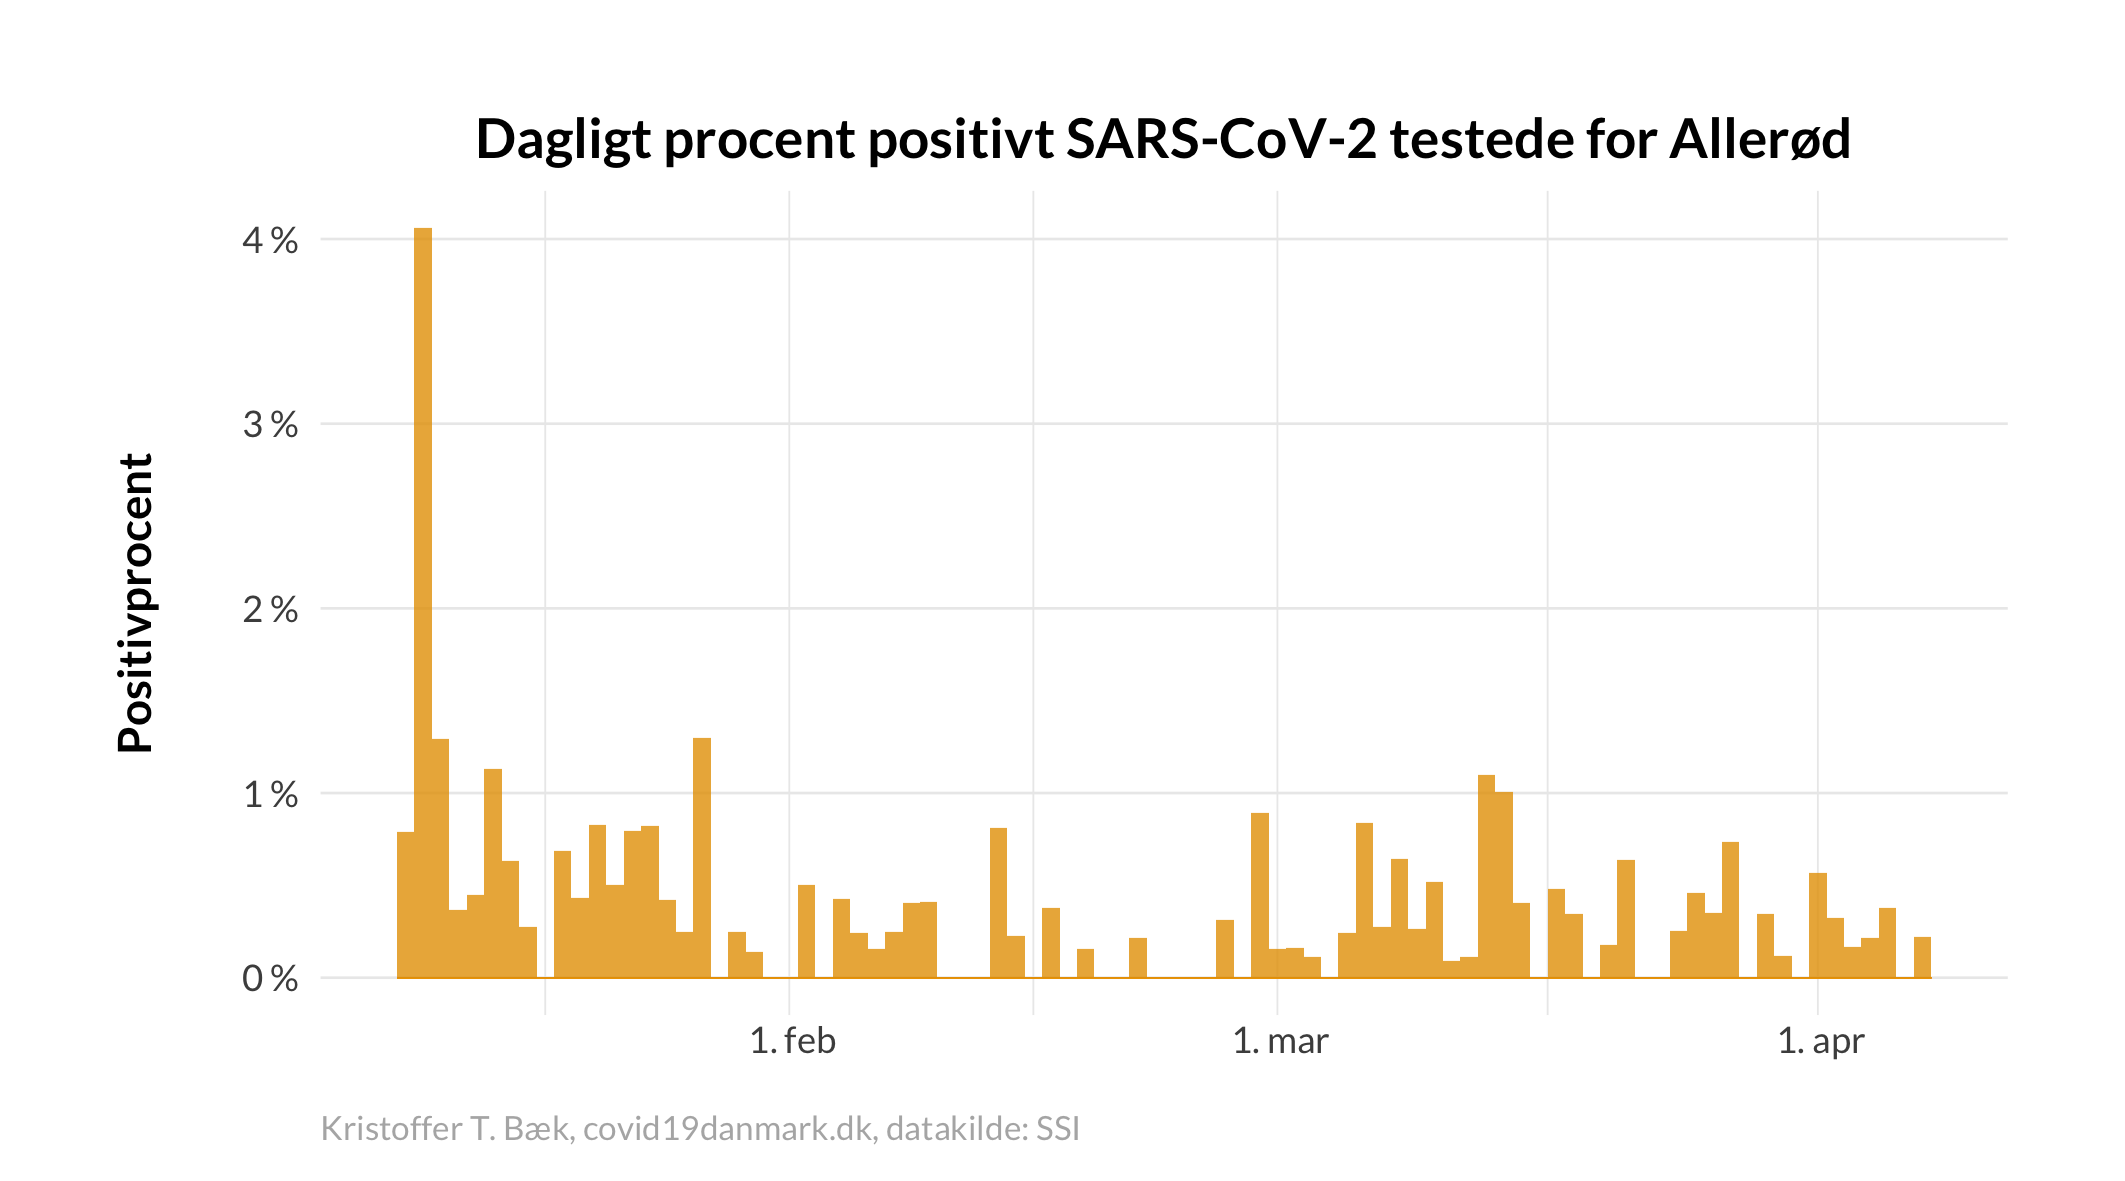 Dagligt procent positivt SARS-CoV-2 testede for Allerød
Positivprocent
4 %
3 %
2 %
1 %
0 %
1. feb
1. mar
1. apr
Kristoffer T. Bæk, covid19danmark.dk, datakilde: SSI